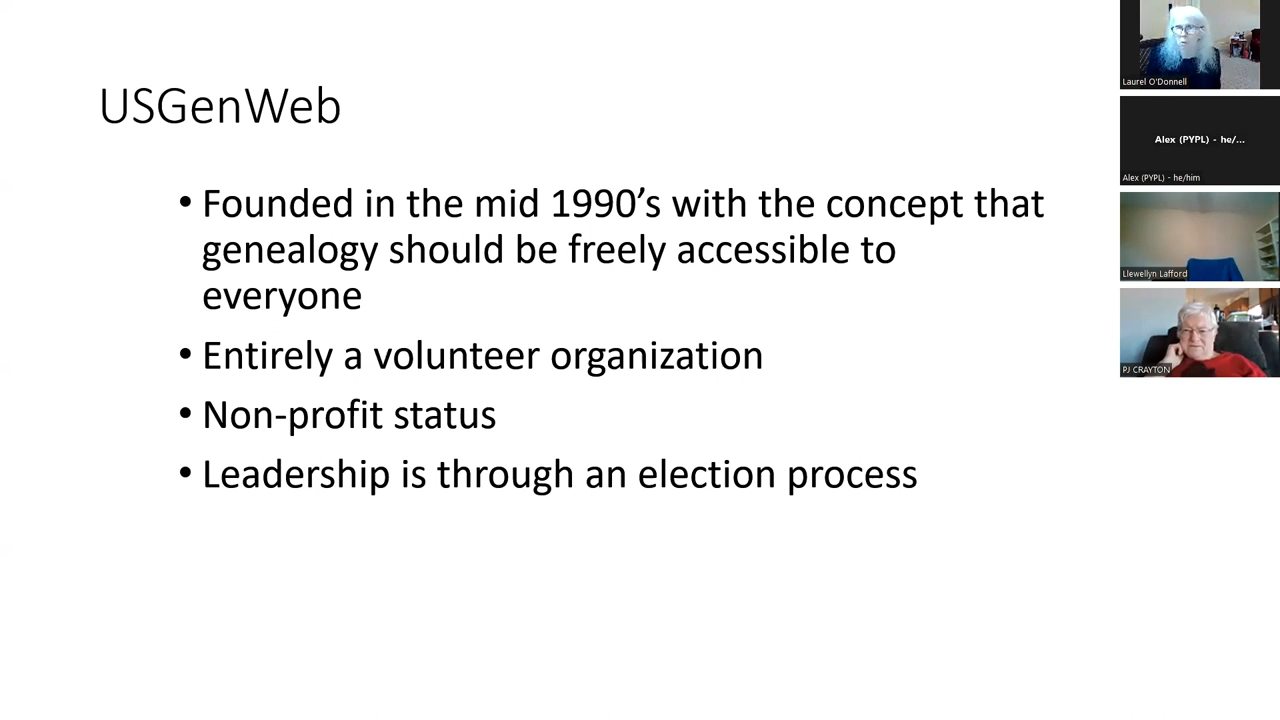 USGenWeb
• Founded in the mid 1990’s with the concept that
genealogy should be freely accessible to
everyone
• Entirely a volunteer organization
• Non-profit status
• Leadership is through an election process
Laurel O'Donnell
Alex (PYPL) - he/...
Alex (PYPL) - he/him
Llewellyn Lafford
PJ CRAYTON